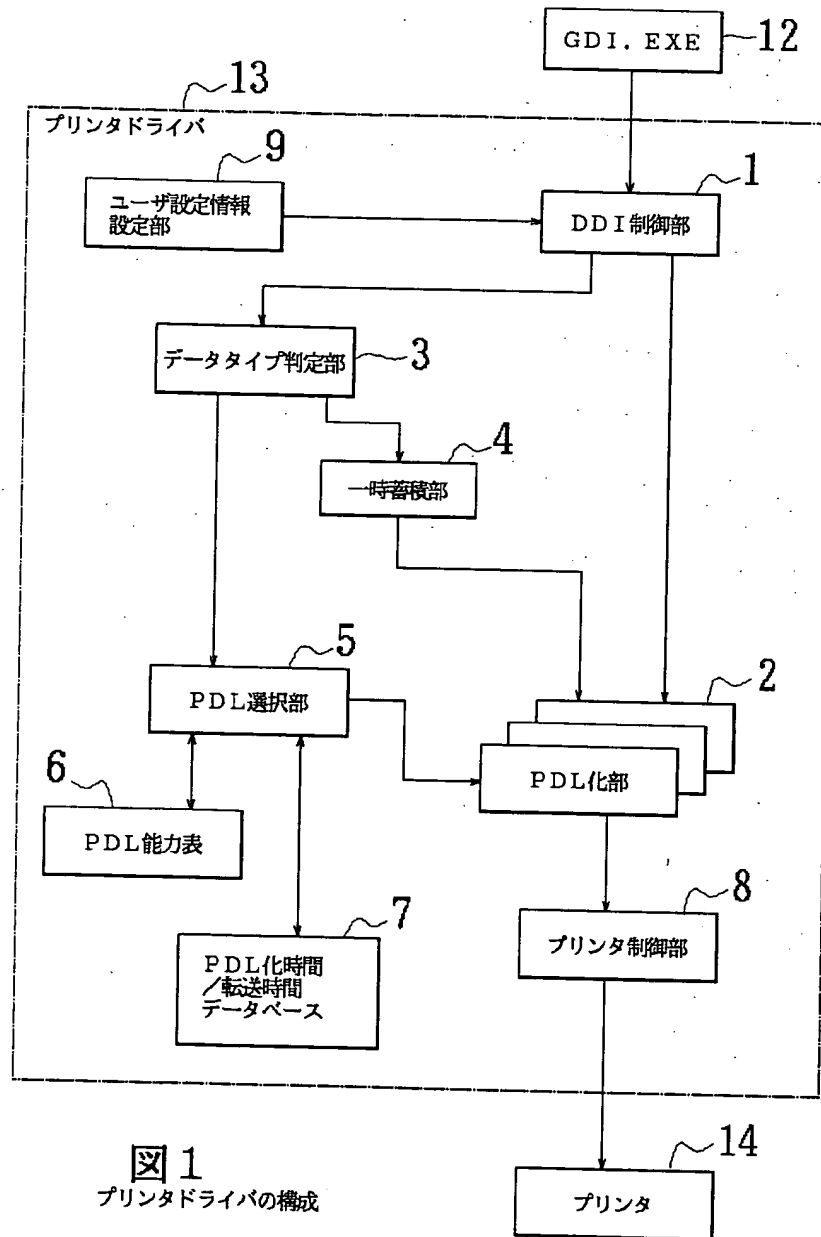 GDI.EXE
12
13
プリンタドライバ
9
ユーザ設定情報
設定部
1
DDI制御部
データタイプ判定部
3
4
一時蓄積部
5
PDL選択部
2
PDL化部
6
PDL能力表
7
PDL化時間
/転送時間
データベース
8
プリンタ制御部
14
プリンタ
図1
プリンタドライバの構成